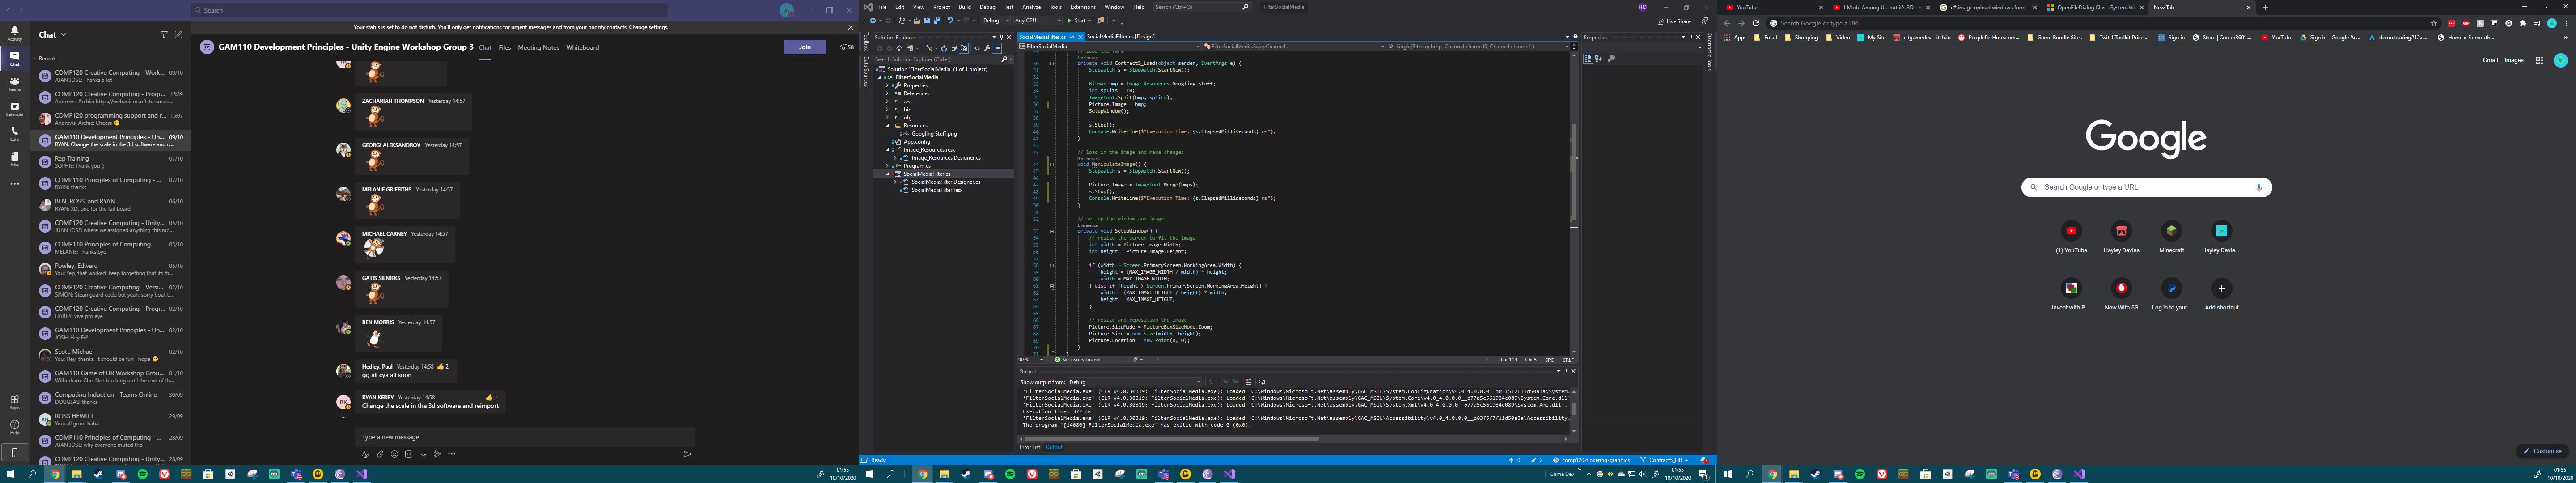 Search
Your status is set to do not disturb. You'll only get notifications for urgent messages and from your priority contacts. Change settings.
Activity
Chat
Teams
Calendar
Calls
Files
Apps
Help
Chat
Recent
COMP120 Creative Computing - Work...
09/10
JUAN JOSE: Thanks a lot
COMP120 Creative Computing - Progr...
15:39
Andrews, Archie: https://web.microsoftstream.co...
COMP120 programming support and r...
15:07
Andrews, Archie: Cheers
GAM110 Development Principles - Un...
09/10
RYAN: Change the scale in the 3d software and r...
Rep Training
07/10
SOPHIE: Thank you (:
COMP110 Principles of Computing - ...
07/10
RYAN: thanks
BEN, ROSS, and RYAN
06/10
RYAN: XD, one for the fail board
COMP120 Creative Computing - Unity...
05/10
JUAN JOSE: where we assigned anything this mo...
COMP110 Principles of Computing - ...
05/10
MELANIE: Thanks bye
Powley, Edward
05/10
You: Yep, that worked, keep forgetting that its th...
COMP120 Creative Computing - Versi...
02/10
SIMON: Steamguard code but yeah, sorry bout t...
COMP120 Creative Computing - Progr...
02/10
HARRY: vive pro eye
GAM110 Development Principles - Un...
02/10
JOSH: Hey Ed!
Scott, Michael
02/10
You: Hey, thanks. It should be fun I hope
GAM110 Game of UR Workshop Grou...
01/10
Wilbraham, Che: Not too long until the end of th...
Computing Induction - Teams Online
30/09
DOUGLAS: thanks
ROSS HEWITT
29/09
You: all good haha
COMP110 Principles of Computing - ...
28/09
JUAN JOSE: why everyone muted tho
COMP120 Creative Computing - Unity...
28/09
GAM110 Development Principles - Unity Engine Workshop Group 3
Chat Files Meeting Notes Whiteboard
Join
58
ZACHARIAH THOMPSON Yesterday 14:57
GEORGI ALEKSANDROV Yesterday 14:57
MELANIE GRIFFITHS Yesterday 14:57
MICHAEL CARNEY Yesterday 14:57
GATIS SILNIEKS Yesterday 14:57
BEN MORRIS Yesterday 14:57
Hedley, Paul Yesterday 14:58 2
gg all cya all soon
RYAN KERRY Yesterday 14:58 1
Change the scale in the 3d software and reimport
Type a new message
01:55
10/10/2020
File Edit View Project Build Debug Team Tools Architecture Test Analyze Extensions Window Help
Search (Ctrl+Q)
FilterSocialMedia
HD
Debug Any CPU Start
Live Share
Toolbox
Data Sources
Solution Explorer
Search Solution Explorer (Ctrl+;)
Solution 'FilterSocialMedia' (1 of 1 project)
FilterSocialMedia
Properties
References
.vs
bin
obj
Resources
Googling Stuff.png
App.config
Image_Resources.resx
Image_Resources.Designer.cs
Program.cs
SocialMediaFilter.cs
SocialMediaFilter.Designer.cs
SocialMediaFilter.resx
SocialMediaFilter.cs
SocialMediaFilter.cs [Design]
FilterSocialMedia
FilterSocialMedia.SwapChannels
Single(Bitmap bmp, Channel channel0, Channel channel1)
private void Contract5_Load(object sender, EventArgs e) {
Stopwatch s = Stopwatch.StartNew();
Bitmap bmp = Image_Resources.Googling_Stuff;
int splits = 10;
ImageTool.Split(bmp, splits);
Picture.Image = bmp;
SetupWindow();
s.Stop();
Console.WriteLine($"Execution Time: {s.ElapsedMilliseconds} ms");
}
// load in the image and make changes
0 references
void ManipulateImage() {
Stopwatch s = Stopwatch.StartNew();
Picture.Image = ImageTool.Merge(bmps);
s.Stop();
Console.WriteLine($"Execution Time: {s.ElapsedMilliseconds} ms");
}
// set up the window and image
1 reference
private void SetupWindow() {
// resize the screen to fit the image
int width = Picture.Image.Width;
int height = Picture.Image.Height;
if (width > Screen.PrimaryScreen.WorkingArea.Width) {
height = (MAX_IMAGE_WIDTH / width) * height;
width = MAX_IMAGE_WIDTH;
} else if (height > Screen.PrimaryScreen.WorkingArea.Height) {
width = (MAX_IMAGE_HEIGHT / height) * width;
height = MAX_IMAGE_HEIGHT;
}
// resize and reposition the image
Picture.SizeMode = PictureBoxSizeMode.Zoom;
Picture.Size = new Size(width, height);
Picture.Location = new Point(0, 0);
}
90 % No issues found Ln: 114 Ch: 5 SPC CRLF
Output
Show output from: Debug
'FilterSocialMedia.exe' (CLR v4.0.30319: FilterSocialMedia.exe): Loaded 'C:\Windows\Microsoft.Net\assembly\GAC_MSIL\System.Configuration\v4.0_4.0.0.0__b03f5f7f11d50a3a\System.
'FilterSocialMedia.exe' (CLR v4.0.30319: FilterSocialMedia.exe): Loaded 'C:\Windows\Microsoft.Net\assembly\GAC_MSIL\System.Core\v4.0_4.0.0.0__b77a5c561934e089\System.Core.dll'
'FilterSocialMedia.exe' (CLR v4.0.30319: FilterSocialMedia.exe): Loaded 'C:\Windows\Microsoft.Net\assembly\GAC_MSIL\System.Xml\v4.0_4.0.0.0__b77a5c561934e089\System.Xml.dll'.
Execution Time: 372 ms
'FilterSocialMedia.exe' (CLR v4.0.30319: FilterSocialMedia.exe): Loaded 'C:\Windows\Microsoft.Net\assembly\GAC_MSIL\Accessibility\v4.0_4.0.0.0__b03f5f7f11d50a3a\Accessibility.
The program '[14080] FilterSocialMedia.exe' has exited with code 0 (0x0).
Error List Output
Ready
0 2 comp120-tinkering-graphics Contract5_HR
Properties
Diagnostic Tools
Game Dev
01:55
10/10/2020
YouTube
I Made Among Us, but it's 3D - Y
c# image upload windows form
OpenFileDialog Class (System.Wi
New Tab
Search Google or type a URL
Apps Email Shopping Video My Site cdgamedev - itch.io PeoplePerHour.com... Game Bundle Sites TwitchToolkit Price... Sign in Store | Corsor360's... YouTube Sign in - Google Ac... demo.trading212.c... Home - Falmouth...
Gmail Images
Google
Search Google or type a URL
(1) YouTube
Hayley Davies
Minecraft
Hayley Davie...
Invent with P...
Now With 5G
Log in to your...
Add shortcut
Customise
01:55
10/10/2020